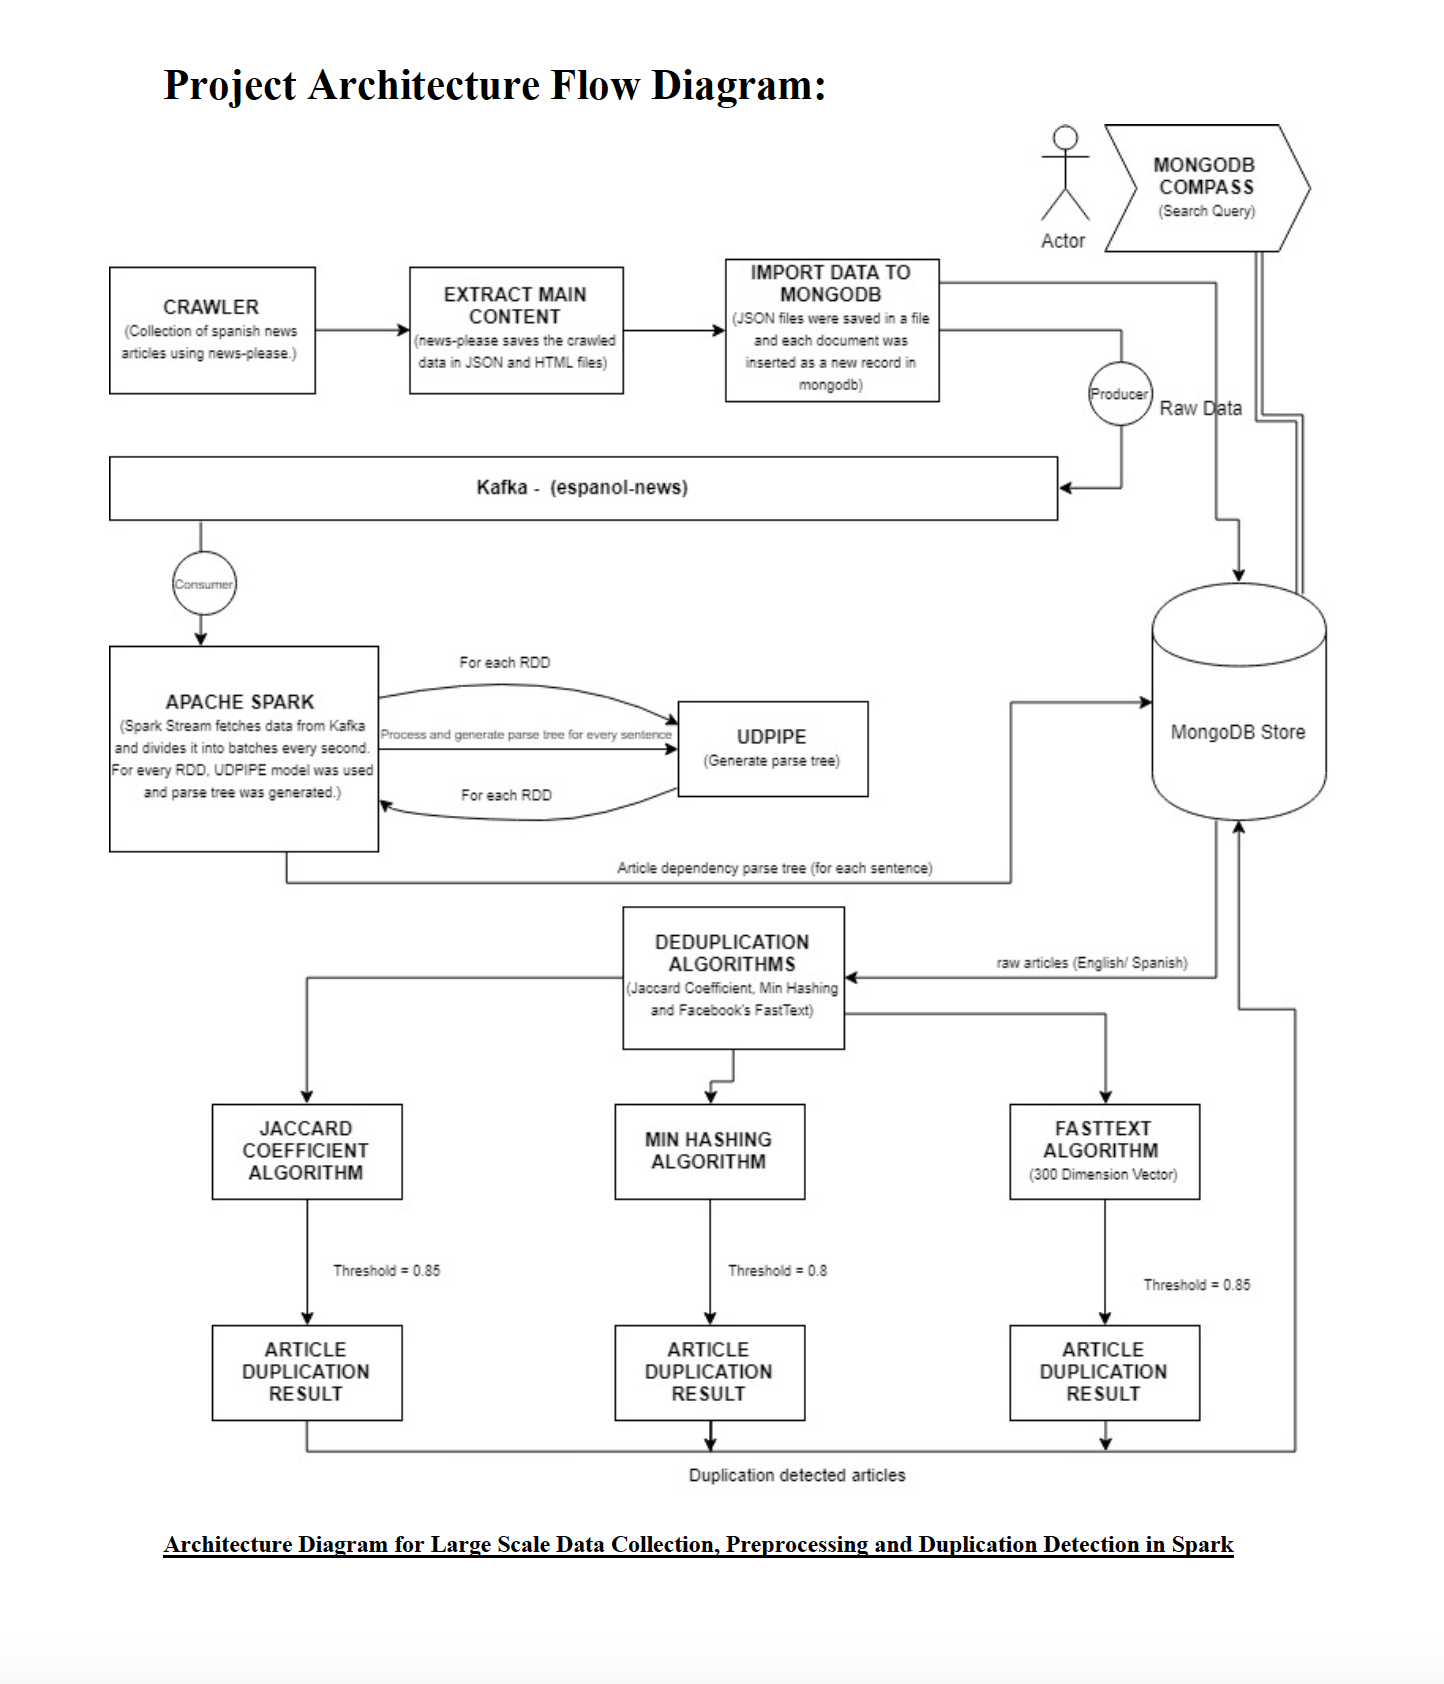 Project Architecture Flow Diagram:
MONGODB
COMPASS
(Search Query)
Actor
CRAWLER
(Collection of spanish news
articles using news-please.)
EXTRACT MAIN
CONTENT
(news-please saves the crawled
data in JSON and HTML files)
IMPORT DATA TO
MONGODB
(JSON files were saved in a file
and each document was
inserted as a new record in
mongodb)
Producer
Raw Data
Kafka - (espanol-news)
Consumer
APACHE SPARK
(Spark Stream fetches data from Kafka
and divides it into batches every second.
For every RDD, UDPIPE model was used
and parse tree was generated.)
For each RDD
Process and generate parse tree for every sentence
For each RDD
UDPIPE
(Generate parse tree)
MongoDB Store
Article dependency parse tree (for each sentence)
DEDUPLICATION
ALGORITHMS
(Jaccard Coefficient, Min Hashing
and Facebook's FastText)
raw articles (English/ Spanish)
JACCARD
COEFFICIENT
ALGORITHM
MIN HASHING
ALGORITHM
FASTTEXT
ALGORITHM
(300 Dimension Vector)
Threshold = 0.85
Threshold = 0.8
Threshold = 0.85
ARTICLE
DUPLICATION
RESULT
ARTICLE
DUPLICATION
RESULT
ARTICLE
DUPLICATION
RESULT
Duplication detected articles
Architecture Diagram for Large Scale Data Collection, Preprocessing and Duplication Detection in Spark